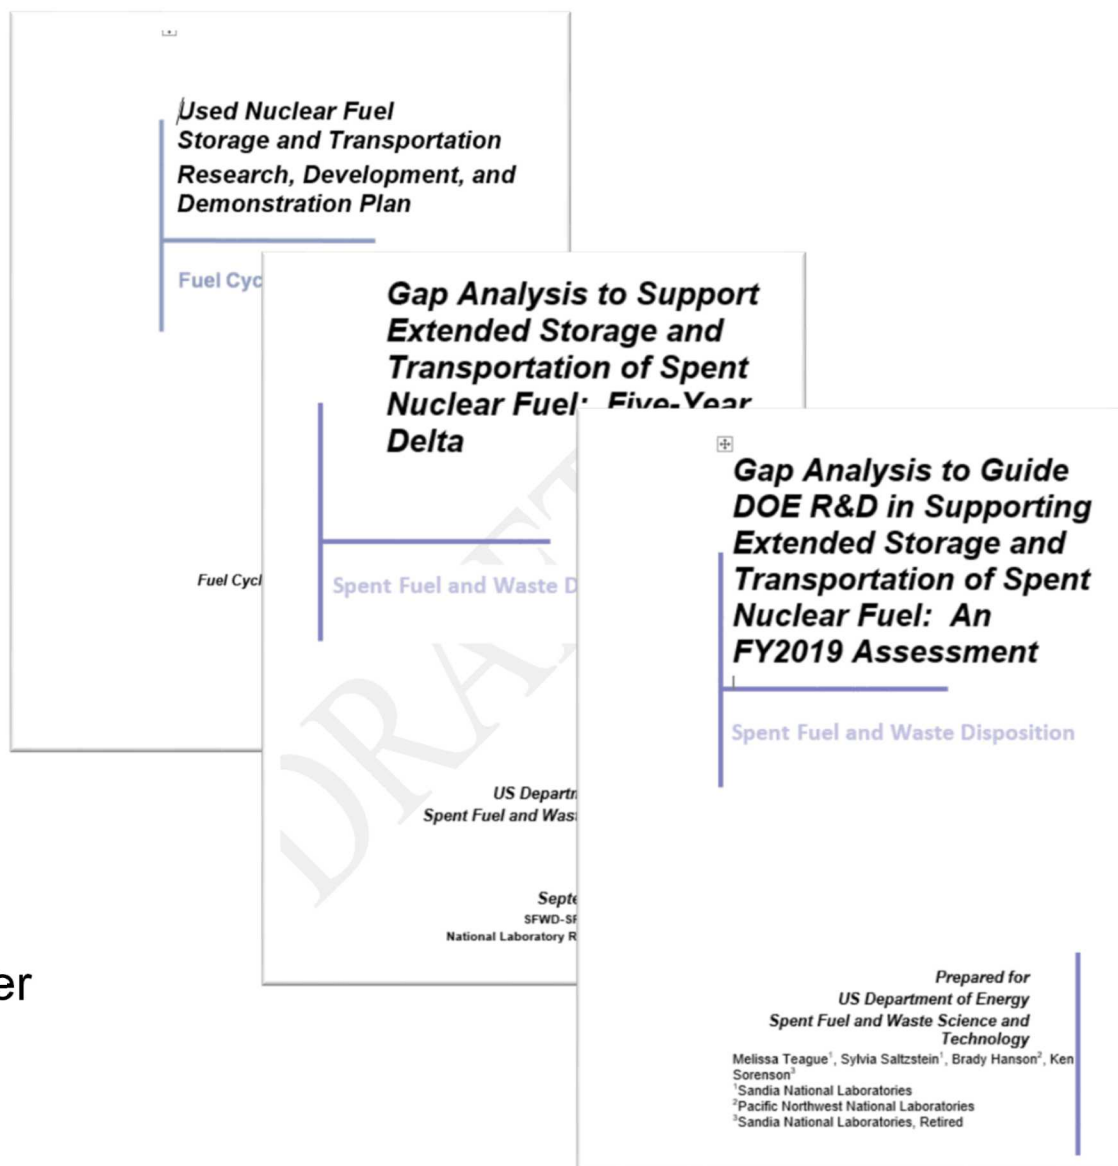 Used Nuclear Fuel
Storage and Transportation
Research, Development, and
Demonstration Plan
Fuel Cyc
Fuel Cycl
Gap Analysis to Support
Extended Storage and
Transportation of Spent
Nuclear Fuel: Five-Year
Delta
Spent Fuel and Waste D
DRAFT
US Departm
Spent Fuel and Was
Septe
SFWD-SF
National Laboratory R
Gap Analysis to Guide
DOE R&D in Supporting
Extended Storage and
Transportation of Spent
Nuclear Fuel: An
FY2019 Assessment
Spent Fuel and Waste Disposition
Prepared for
US Department of Energy
Spent Fuel and Waste Science and
Technology
Melissa Teague¹, Sylvia Saltzstein¹, Brady Hanson², Ken
Sorenson³
¹Sandia National Laboratories
²Pacific Northwest National Laboratories
³Sandia National Laboratories, Retired
er